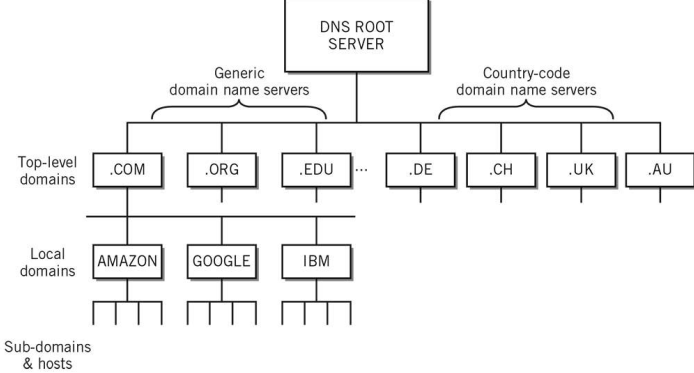 DNS ROOT
SERVER
Generic
domain name servers
Country-code
domain name servers
Top-level
domains
.COM
.ORG
.EDU
...
.DE
.CH
.UK
.AU
Local
domains
AMAZON
GOOGLE
IBM
Sub-domains
& hosts